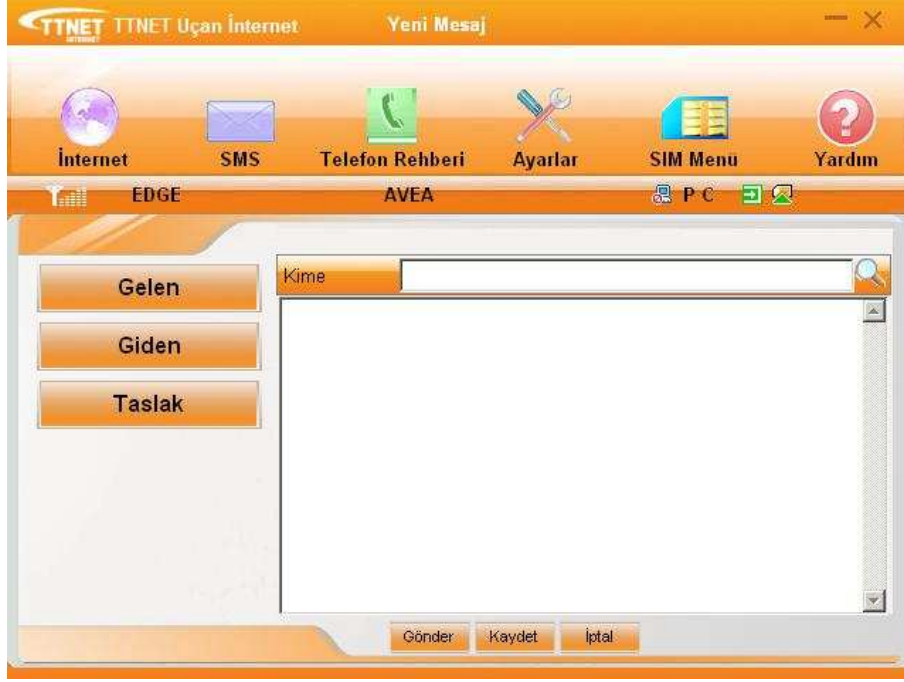 TTNET TTNET Uçan İnternet Yeni Mesaj
İnternet SMS Telefon Rehberi Ayarlar SIM Menü Yardım
EDGE AVEA P C
Gelen Kime
Giden
Taslak
Gönder Kaydet İptal